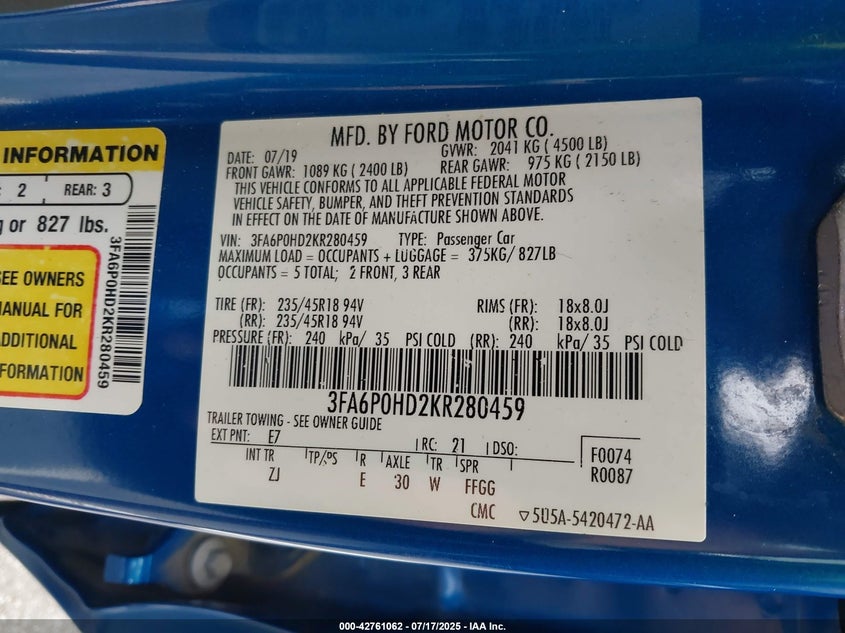 INFORMATION
2 REAR: 3
g or 827 lbs.
SEE OWNERS
MANUAL FOR
ADDITIONAL
INFORMATION
3FA6P0HD2KR280459
MFD. BY FORD MOTOR CO.
DATE: 07/19 GVWR: 2041 KG ( 4500 LB)
FRONT GAWR: 1089 KG ( 2400 LB) REAR GAWR: 975 KG ( 2150 LB)
THIS VEHICLE CONFORMS TO ALL APPLICABLE FEDERAL MOTOR
VEHICLE SAFETY, BUMPER, AND THEFT PREVENTION STANDARDS
IN EFFECT ON THE DATE OF MANUFACTURE SHOWN ABOVE.
VIN: 3FA6P0HD2KR280459 TYPE: Passenger Car
MAXIMUM LOAD = OCCUPANTS + LUGGAGE = 375KG/ 827LB
OCCUPANTS = 5 TOTAL; 2 FRONT, 3 REAR
TIRE (FR): 235/45R18 94V RIMS (FR): 18x8.0J
(RR): 235/45R18 94V (RR): 18x8.0J
PRESSURE (FR): 240 kPa/ 35 PSI COLD (RR): 240 kPa/ 35 PSI COLD
3FA6P0HD2KR280459
TRAILER TOWING - SEE OWNER GUIDE
EXT PNT: E7 RC: 21 DSO: F0074
INT TR TP/PS R AXLE TR SPR R0087
ZJ E 30 W FFGG
CMC 5U5A-5420472-AA
000-42761062 - 07/17/2025 - IAA Inc.